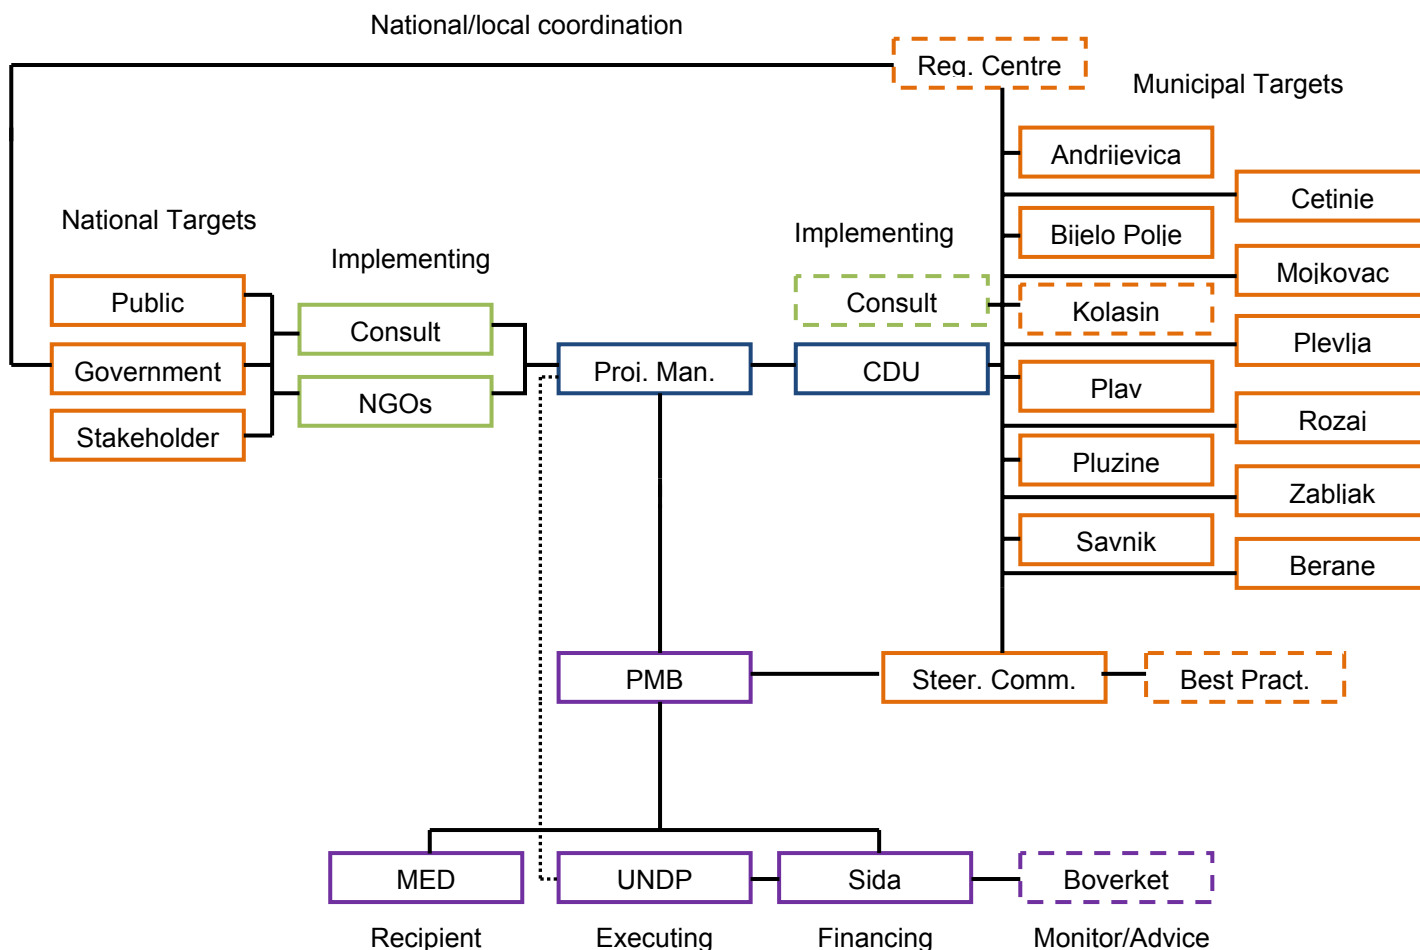 National/local coordination
Reg. Centre
Municipal Targets
Andrijevica
Cetinje
National Targets
Implementing
Bijelo Polje
Implementing
Mojkovac
Public
Consult
Kolasin
Consult
Plevlja
Government
Proj. Man.
CDU
Plav
NGOs
Rozaj
Stakeholder
Pluzine
Zabljak
Savnik
Berane
PMB
Steer. Comm.
Best Pract.
MED
UNDP
Sida
Boverket
Recipient
Executing
Financing
Monitor/Advice